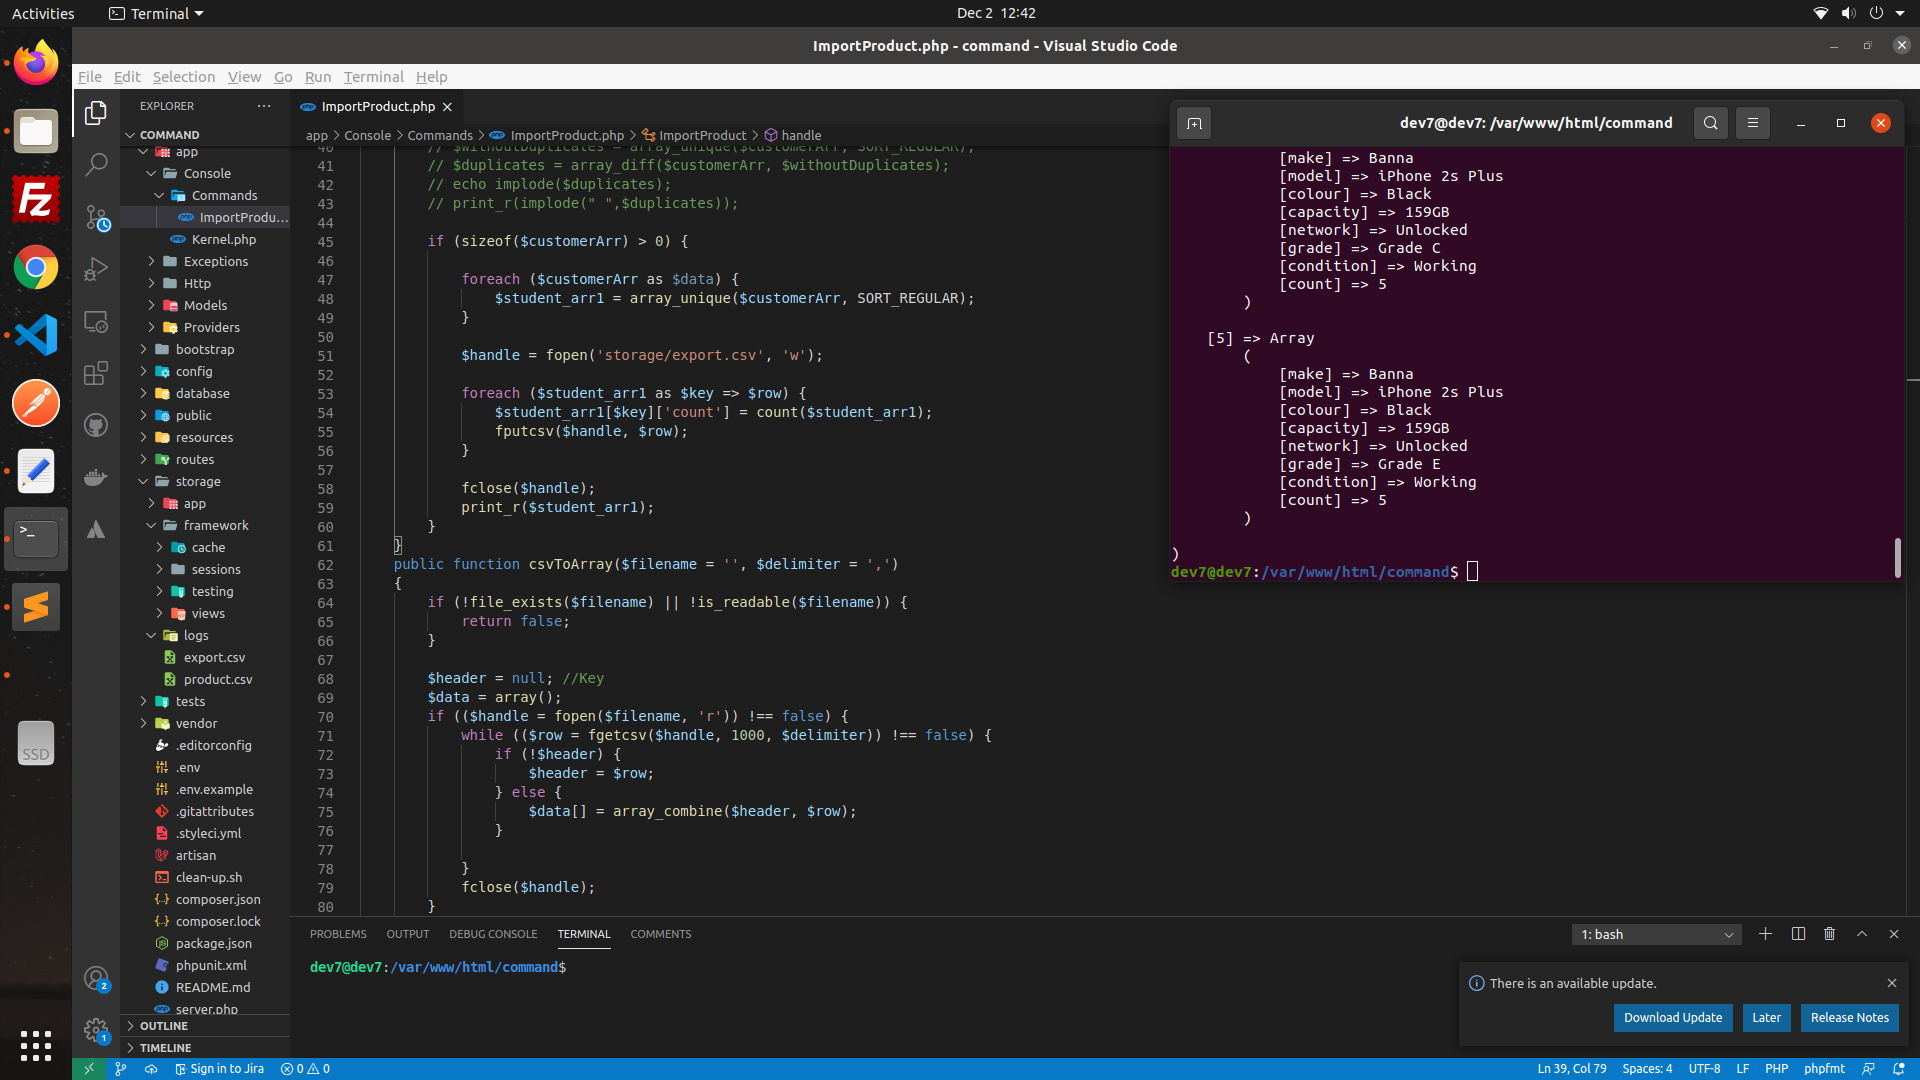 Activities
Terminal
Dec 2 12:42
ImportProduct.php - command - Visual Studio Code
File Edit Selection View Go Run Terminal Help
EXPLORER
COMMAND
app
Console
Commands
ImportProdu...
Kernel.php
Exceptions
Http
Models
Providers
bootstrap
config
database
public
resources
routes
storage
app
framework
cache
sessions
testing
views
logs
export.csv
product.csv
tests
vendor
.editorconfig
.env
.env.example
.gitattributes
.styleci.yml
artisan
clean-up.sh
composer.json
composer.lock
package.json
phpunit.xml
README.md
server.php
OUTLINE
TIMELINE
SSD
2
1
ImportProduct.php
app > Console > Commands > ImportProduct.php > ImportProduct > handle
40 // $withoutDuplicates = array_unique($customerArr, SORT_REGULAR);
41 // $duplicates = array_diff($customerArr, $withoutDuplicates);
42 // echo implode($duplicates);
43 // print_r(implode(" ",$duplicates));
44
45 if (sizeof($customerArr) > 0) {
46
47 foreach ($customerArr as $data) {
48 $student_arr1 = array_unique($customerArr, SORT_REGULAR);
49 }
50
51 $handle = fopen('storage/export.csv', 'w');
52
53 foreach ($student_arr1 as $key => $row) {
54 $student_arr1[$key]['count'] = count($student_arr1);
55 fputcsv($handle, $row);
56 }
57
58 fclose($handle);
59 print_r($student_arr1);
60 }
61 }
62 public function csvToArray($filename = '', $delimiter = ',')
63 {
64 if (!file_exists($filename) || !is_readable($filename)) {
65 return false;
66 }
67
68 $header = null; //Key
69 $data = array();
70 if (($handle = fopen($filename, 'r')) !== false) {
71 while (($row = fgetcsv($handle, 1000, $delimiter)) !== false) {
72 if (!$header) {
73 $header = $row;
74 } else {
75 $data[] = array_combine($header, $row);
76 }
77
78 }
79 fclose($handle);
80 }
dev7@dev7: /var/www/html/command
[make] => Banna
[model] => iPhone 2s Plus
[colour] => Black
[capacity] => 159GB
[network] => Unlocked
[grade] => Grade C
[condition] => Working
[count] => 5
)
[5] => Array
(
[make] => Banna
[model] => iPhone 2s Plus
[colour] => Black
[capacity] => 159GB
[network] => Unlocked
[grade] => Grade E
[condition] => Working
[count] => 5
)
)
dev7@dev7:/var/www/html/command$
PROBLEMS OUTPUT DEBUG CONSOLE TERMINAL COMMENTS
1: bash
dev7@dev7:/var/www/html/command$
There is an available update.
Download Update Later Release Notes
Sign in to Jira 0 0
Ln 39, Col 79 Spaces: 4 UTF-8 LF PHP phpfmt